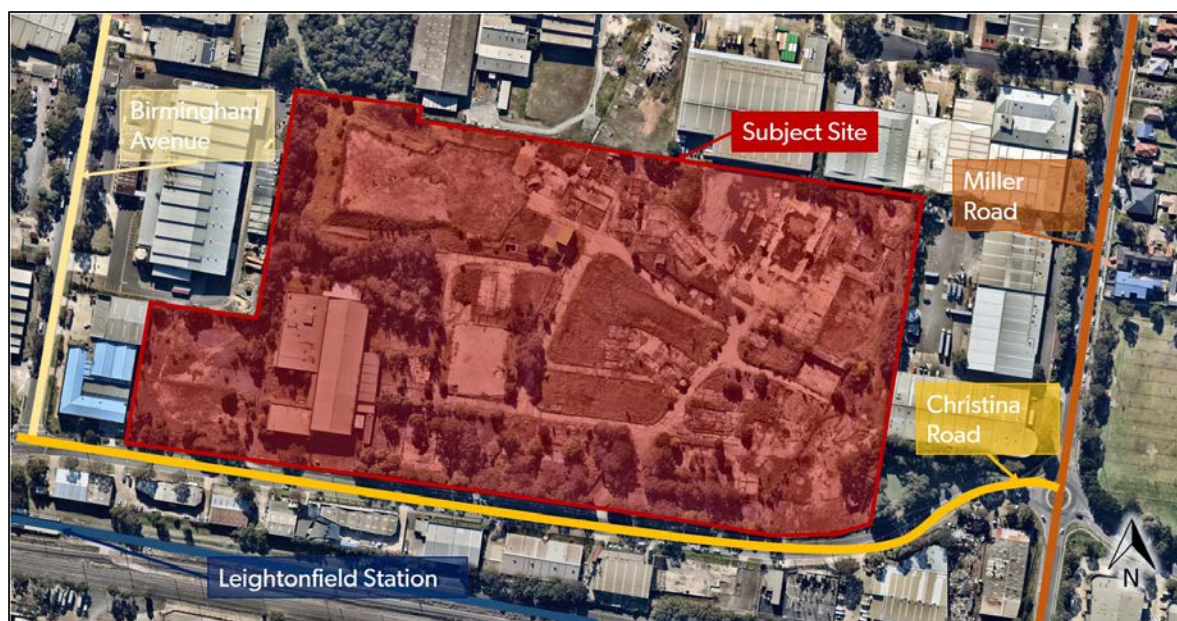 Birmingham
Avenue
Subject Site
Miller
Road
Christina
Road
Leightonfield Station
N